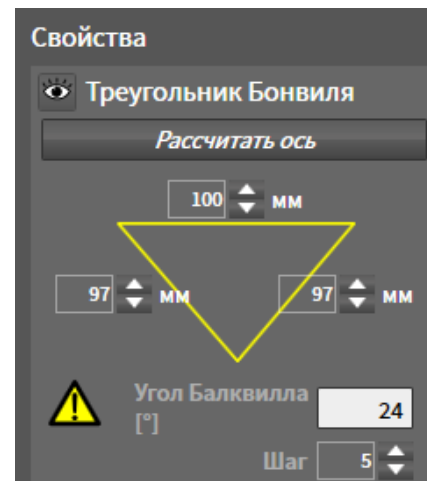 Свойства
Треугольник Бонвиля
Рассчитать ось
100 мм
97 мм 97 мм
Угол Балквилла
[°] 24
Шаг 5